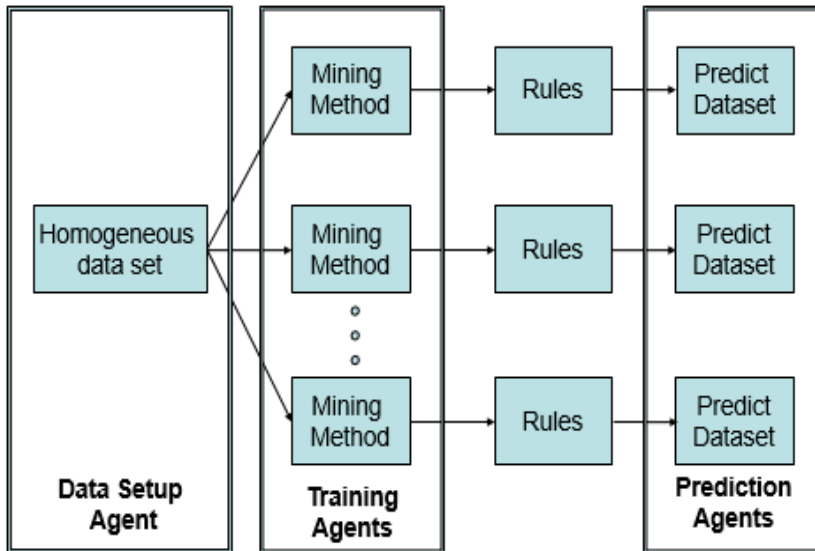 Mining
Method
Rules
Predict
Dataset
Homogeneous
data set
Mining
Method
Rules
Predict
Dataset
Mining
Method
Rules
Predict
Dataset
Data Setup
Agent
Training
Agents
Prediction
Agents